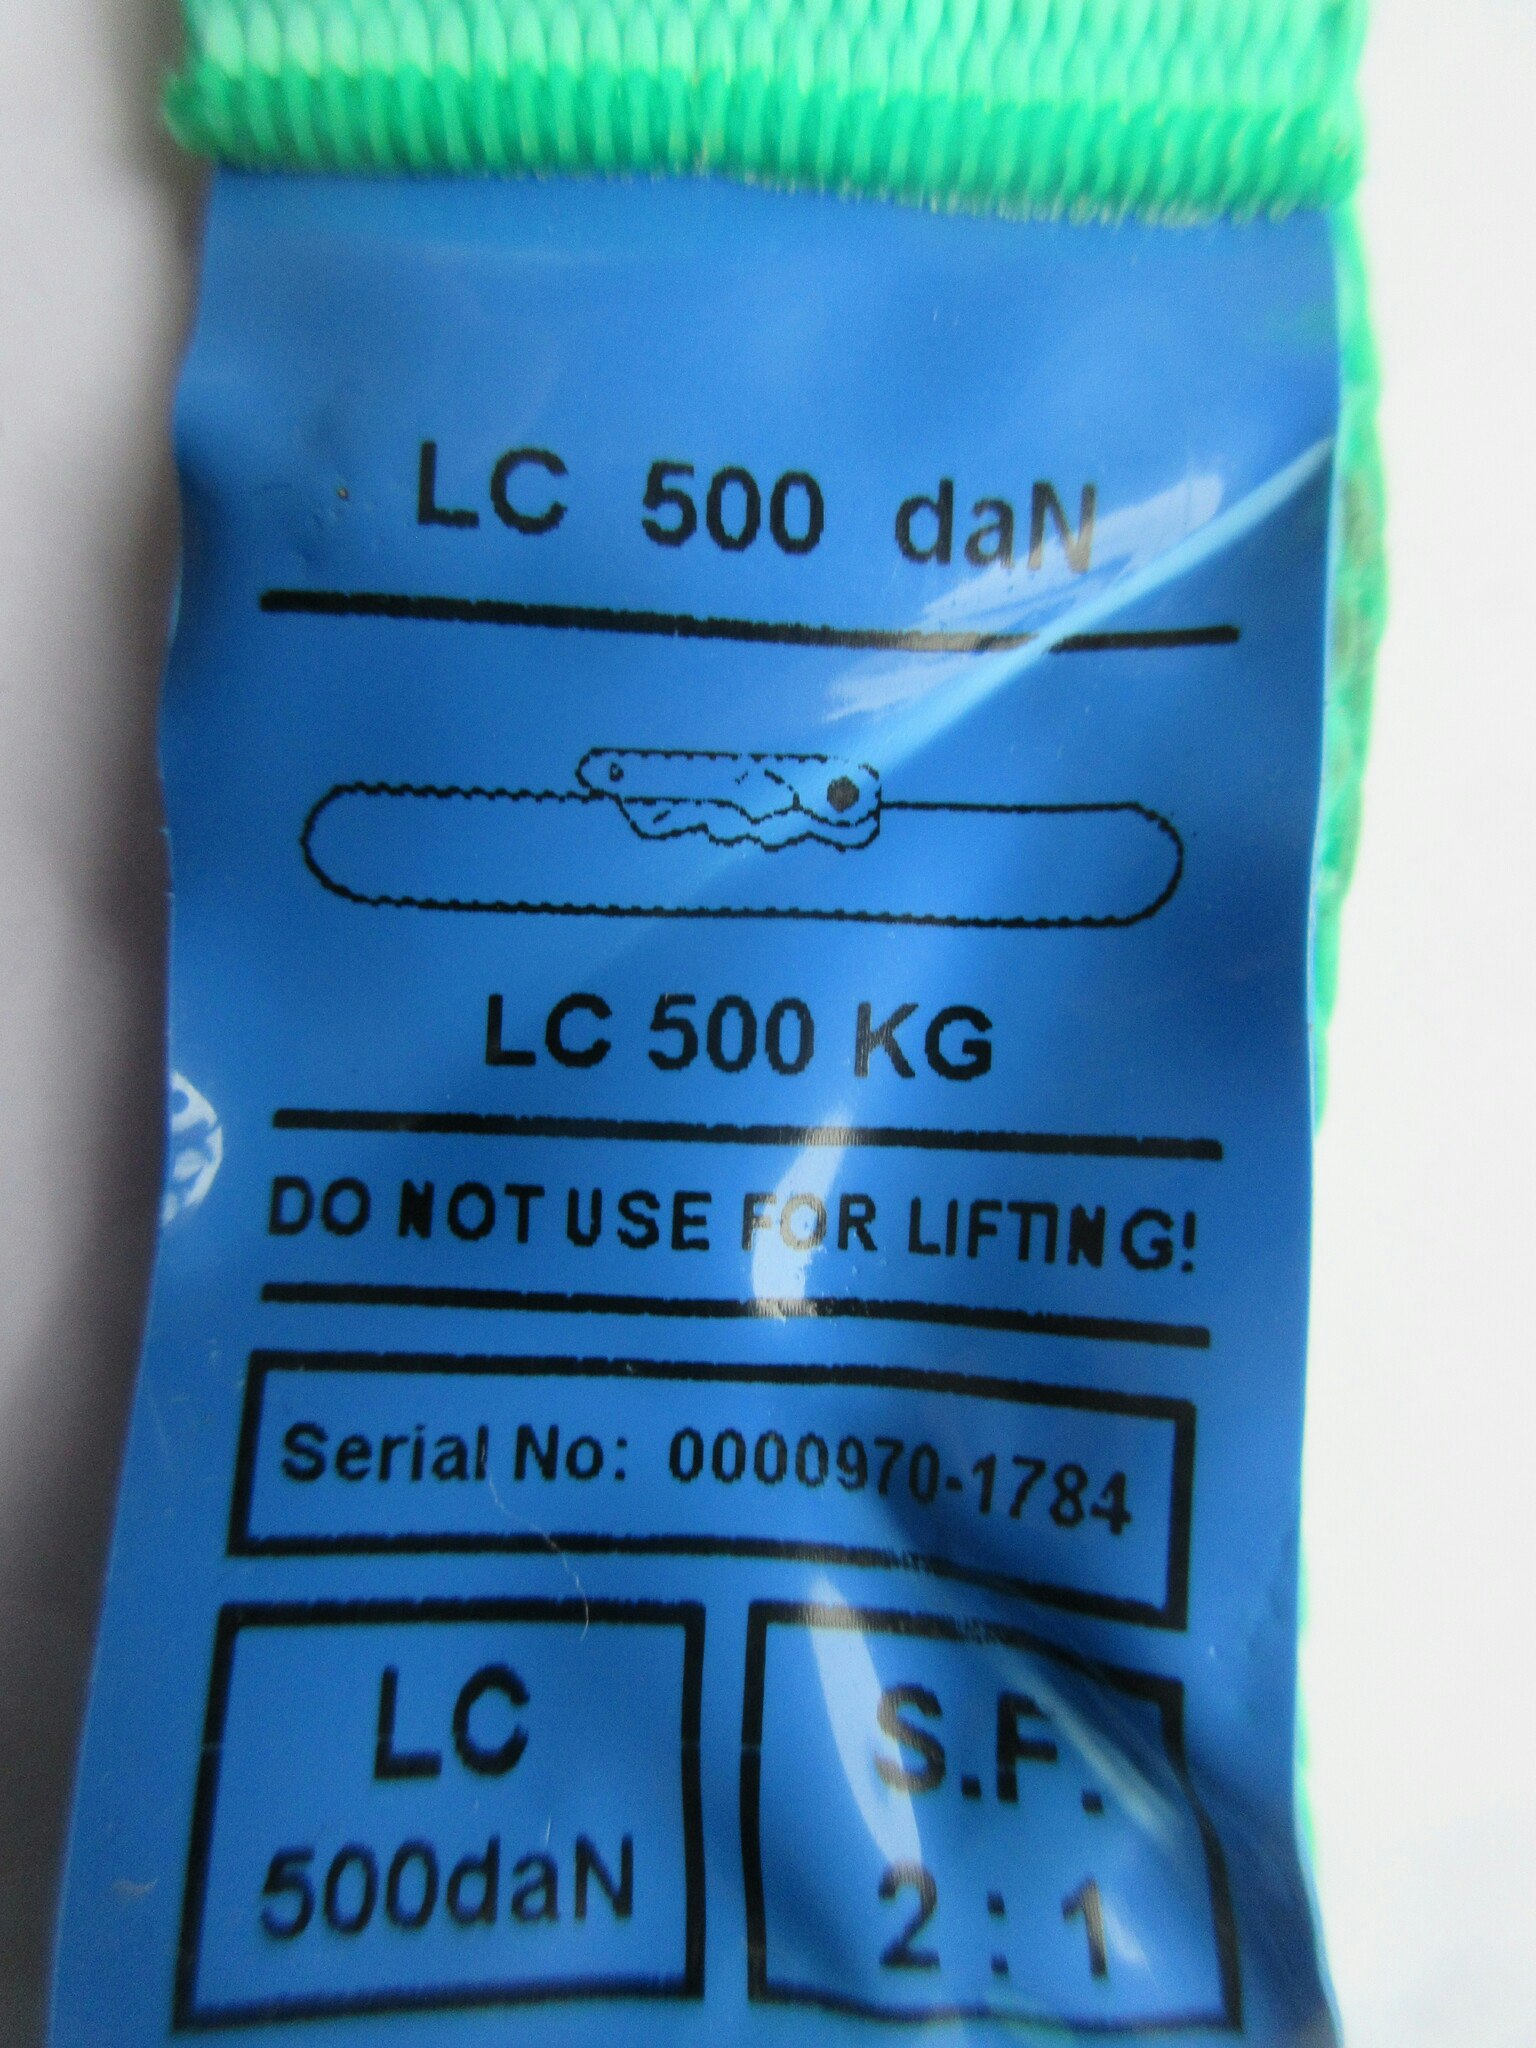 LC 500 daN
LC 500 KG
DO NOT USE FOR LIFTING!
Serial No: 0000970-1784
LC
500daN
S.F.
2 : 1